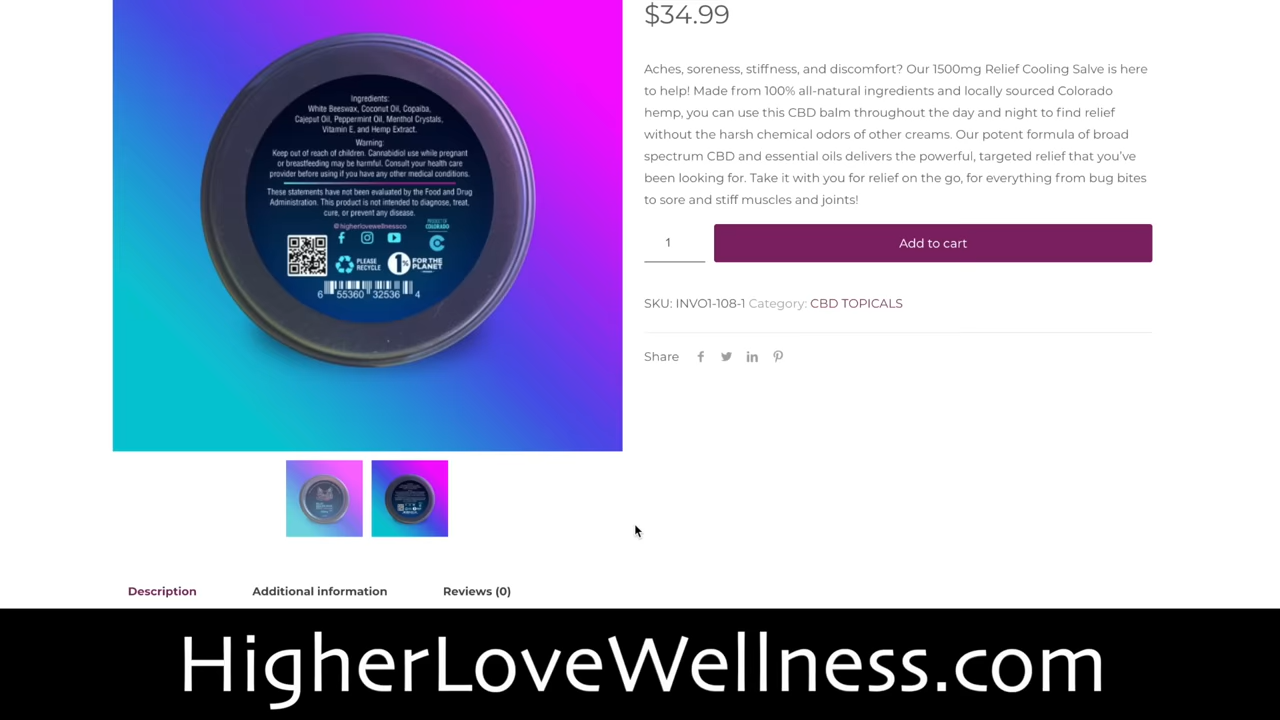 $34.99
Aches, soreness, stiffness, and discomfort? Our 1500mg Relief Cooling Salve is here
to help! Made from 100% all-natural ingredients and locally sourced Colorado
hemp, you can use this CBD balm throughout the day and night to find relief
without the harsh chemical odors of other creams. Our potent formula of broad
spectrum CBD and essential oils delivers the powerful, targeted relief that you've
been looking for. Take it with you for relief on the go, for everything from bug bites
to sore and stiff muscles and joints!
1
Add to cart
SKU: INVO1-108-1 Category: CBD TOPICALS
Share
Ingredients:
White Beeswax, Coconut Oil, Copaiba,
Cajeput Oil, Peppermint Oil, Menthol Crystals,
Vitamin E, and Hemp Extract.
Warning:
Keep out of reach of children. Cannabidiol use while pregnant
or breastfeeding may be harmful. Consult your health care
provider before using if you have any other medical conditions.
These statements have not been evaluated by the Food and Drug
Administration. This product is not intended to diagnose, treat,
cure, or prevent any disease.
©higherlovewellnessco
PRODUCT OF
COLORADO
PLEASE
RECYCLE
1%
FOR THE
PLANET
6 55360 32536 4
Description
Additional information
Reviews (0)
HigherLoveWellness.com